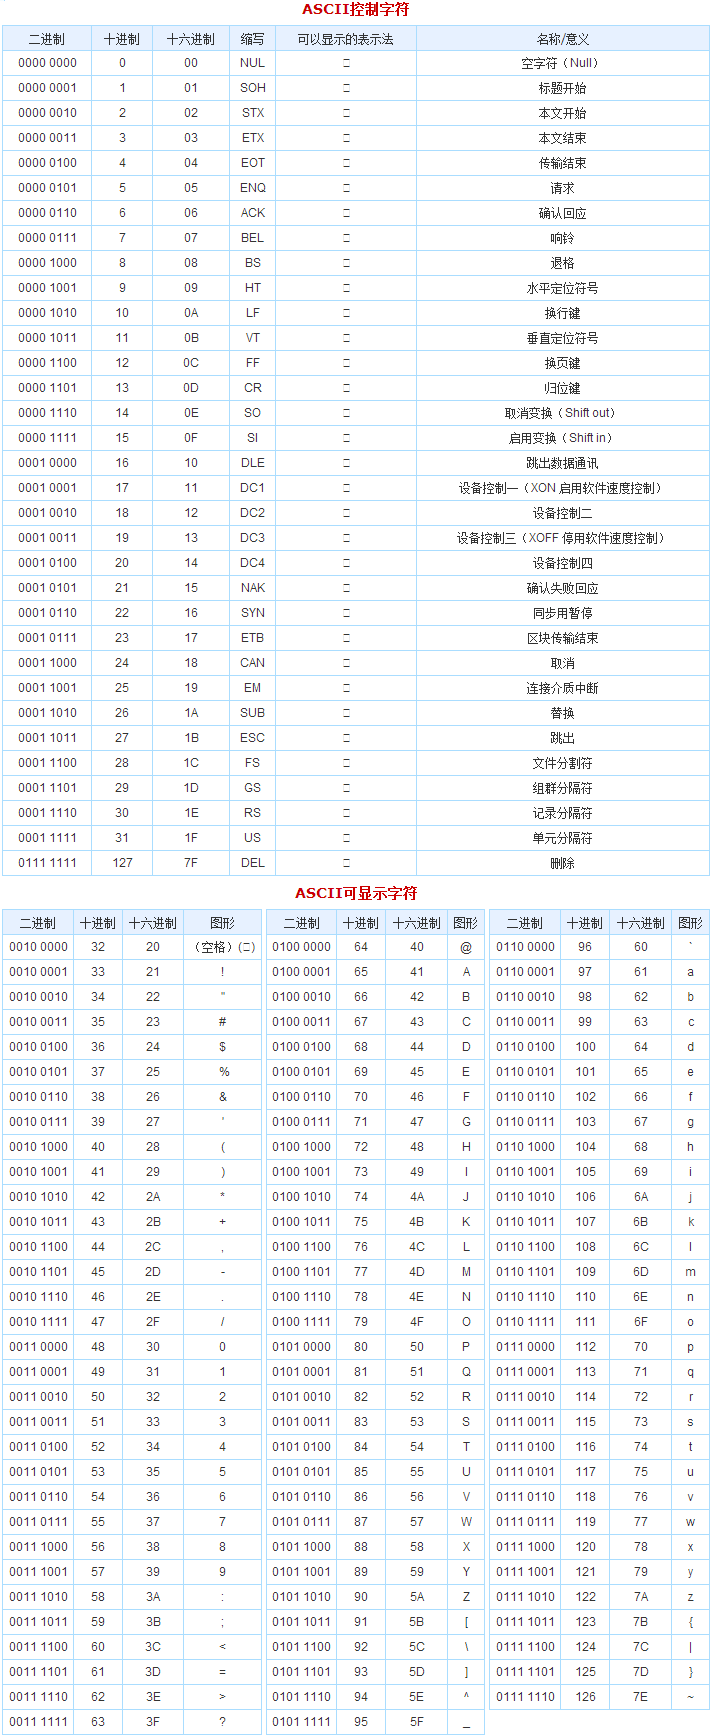 ASCII控制字符
二进制 十进制 十六进制 缩写 可以显示的表示法 名称/意义
0000 0000 0 00 NUL □ 空字符（Null）
0000 0001 1 01 SOH □ 标题开始
0000 0010 2 02 STX □ 本文开始
0000 0011 3 03 ETX □ 本文结束
0000 0100 4 04 EOT □ 传输结束
0000 0101 5 05 ENQ □ 请求
0000 0110 6 06 ACK □ 确认回应
0000 0111 7 07 BEL □ 响铃
0000 1000 8 08 BS □ 退格
0000 1001 9 09 HT □ 水平定位符号
0000 1010 10 0A LF □ 换行键
0000 1011 11 0B VT □ 垂直定位符号
0000 1100 12 0C FF □ 换页键
0000 1101 13 0D CR □ 归位键
0000 1110 14 0E SO □ 取消变换（Shift out）
0000 1111 15 0F SI □ 启用变换（Shift in）
0001 0000 16 10 DLE □ 跳出数据通讯
0001 0001 17 11 DC1 □ 设备控制一（XON 启用软件速度控制）
0001 0010 18 12 DC2 □ 设备控制二
0001 0011 19 13 DC3 □ 设备控制三（XOFF 停用软件速度控制）
0001 0100 20 14 DC4 □ 设备控制四
0001 0101 21 15 NAK □ 确认失败回应
0001 0110 22 16 SYN □ 同步用暂停
0001 0111 23 17 ETB □ 区块传输结束
0001 1000 24 18 CAN □ 取消
0001 1001 25 19 EM □ 连接介质中断
0001 1010 26 1A SUB □ 替换
0001 1011 27 1B ESC □ 跳出
0001 1100 28 1C FS □ 文件分割符
0001 1101 29 1D GS □ 组群分隔符
0001 1110 30 1E RS □ 记录分隔符
0001 1111 31 1F US □ 单元分隔符
0111 1111 127 7F DEL □ 删除
ASCII可显示字符
二进制 十进制 十六进制 图形 二进制 十进制 十六进制 图形 二进制 十进制 十六进制 图形
0010 0000 32 20 （空格）(□) 0100 0000 64 40 @ 0110 0000 96 60 `
0010 0001 33 21 ! 0100 0001 65 41 A 0110 0001 97 61 a
0010 0010 34 22 " 0100 0010 66 42 B 0110 0010 98 62 b
0010 0011 35 23 # 0100 0011 67 43 C 0110 0011 99 63 c
0010 0100 36 24 $ 0100 0100 68 44 D 0110 0100 100 64 d
0010 0101 37 25 % 0100 0101 69 45 E 0110 0101 101 65 e
0010 0110 38 26 & 0100 0110 70 46 F 0110 0110 102 66 f
0010 0111 39 27 ' 0100 0111 71 47 G 0110 0111 103 67 g
0010 1000 40 28 ( 0100 1000 72 48 H 0110 1000 104 68 h
0010 1001 41 29 ) 0100 1001 73 49 I 0110 1001 105 69 i
0010 1010 42 2A * 0100 1010 74 4A J 0110 1010 106 6A j
0010 1011 43 2B + 0100 1011 75 4B K 0110 1011 107 6B k
0010 1100 44 2C , 0100 1100 76 4C L 0110 1100 108 6C l
0010 1101 45 2D - 0100 1101 77 4D M 0110 1101 109 6D m
0010 1110 46 2E . 0100 1110 78 4E N 0110 1110 110 6E n
0010 1111 47 2F / 0100 1111 79 4F O 0110 1111 111 6F o
0011 0000 48 30 0 0101 0000 80 50 P 0111 0000 112 70 p
0011 0001 49 31 1 0101 0001 81 51 Q 0111 0001 113 71 q
0011 0010 50 32 2 0101 0010 82 52 R 0111 0010 114 72 r
0011 0011 51 33 3 0101 0011 83 53 S 0111 0011 115 73 s
0011 0100 52 34 4 0101 0100 84 54 T 0111 0100 116 74 t
0011 0101 53 35 5 0101 0101 85 55 U 0111 0101 117 75 u
0011 0110 54 36 6 0101 0110 86 56 V 0111 0110 118 76 v
0011 0111 55 37 7 0101 0111 87 57 W 0111 0111 119 77 w
0011 1000 56 38 8 0101 1000 88 58 X 0111 1000 120 78 x
0011 1001 57 39 9 0101 1001 89 59 Y 0111 1001 121 79 y
0011 1010 58 3A : 0101 1010 90 5A Z 0111 1010 122 7A z
0011 1011 59 3B ; 0101 1011 91 5B [ 0111 1011 123 7B {
0011 1100 60 3C < 0101 1100 92 5C \ 0111 1100 124 7C |
0011 1101 61 3D = 0101 1101 93 5D ] 0111 1101 125 7D }
0011 1110 62 3E > 0101 1110 94 5E ^ 0111 1110 126 7E ~
0011 1111 63 3F ? 0101 1111 95 5F _